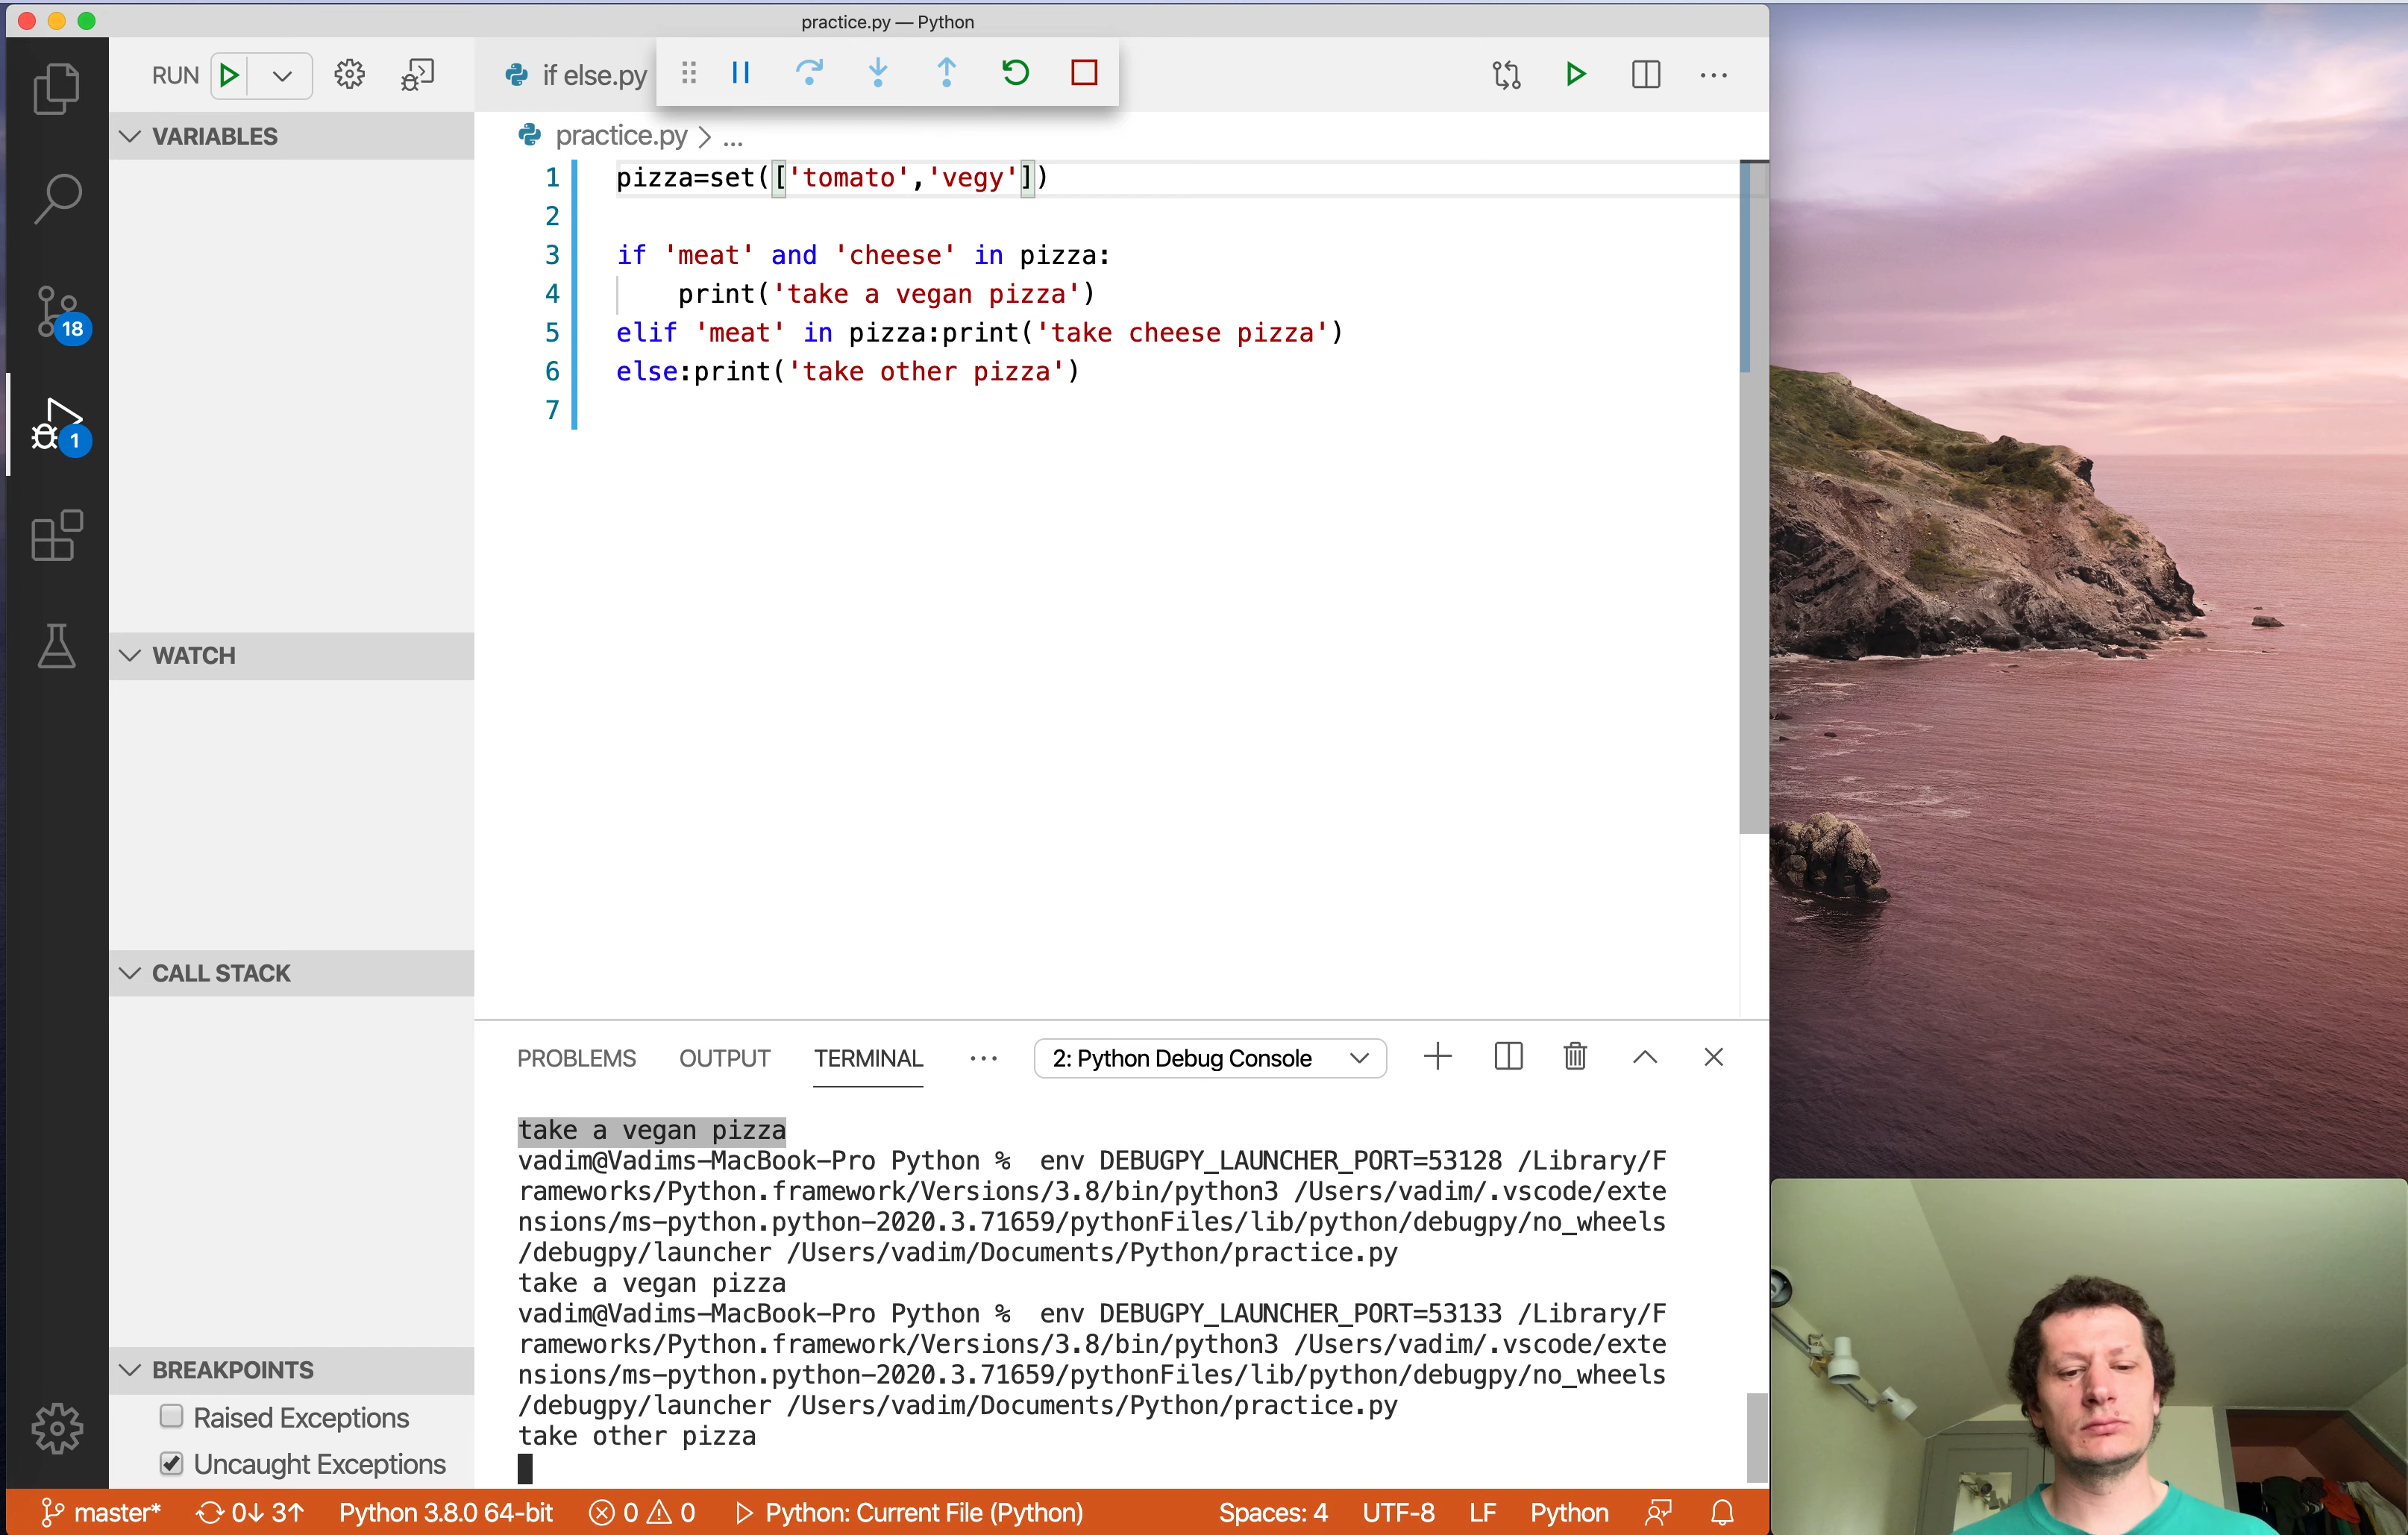 practice.py — Python
RUN
if else.py
VARIABLES
practice.py > ...
1 pizza=set(['tomato','vegy'])
2
3 if 'meat' and 'cheese' in pizza:
4 print('take a vegan pizza')
5 elif 'meat' in pizza:print('take cheese pizza')
6 else:print('take other pizza')
7
18
1
WATCH
CALL STACK
BREAKPOINTS
Raised Exceptions
Uncaught Exceptions
PROBLEMS OUTPUT TERMINAL ... 2: Python Debug Console
take a vegan pizza
vadim@Vadims-MacBook-Pro Python %  env DEBUGPY_LAUNCHER_PORT=53128 /Library/F
rameworks/Python.framework/Versions/3.8/bin/python3 /Users/vadim/.vscode/exte
nsions/ms-python.python-2020.3.71659/pythonFiles/lib/python/debugpy/no_wheels
/debugpy/launcher /Users/vadim/Documents/Python/practice.py
take a vegan pizza
vadim@Vadims-MacBook-Pro Python %  env DEBUGPY_LAUNCHER_PORT=53133 /Library/F
rameworks/Python.framework/Versions/3.8/bin/python3 /Users/vadim/.vscode/exte
nsions/ms-python.python-2020.3.71659/pythonFiles/lib/python/debugpy/no_wheels
/debugpy/launcher /Users/vadim/Documents/Python/practice.py
take other pizza
master* 0↓ 3↑ Python 3.8.0 64-bit 0 0 Python: Current File (Python) Spaces: 4 UTF-8 LF Python